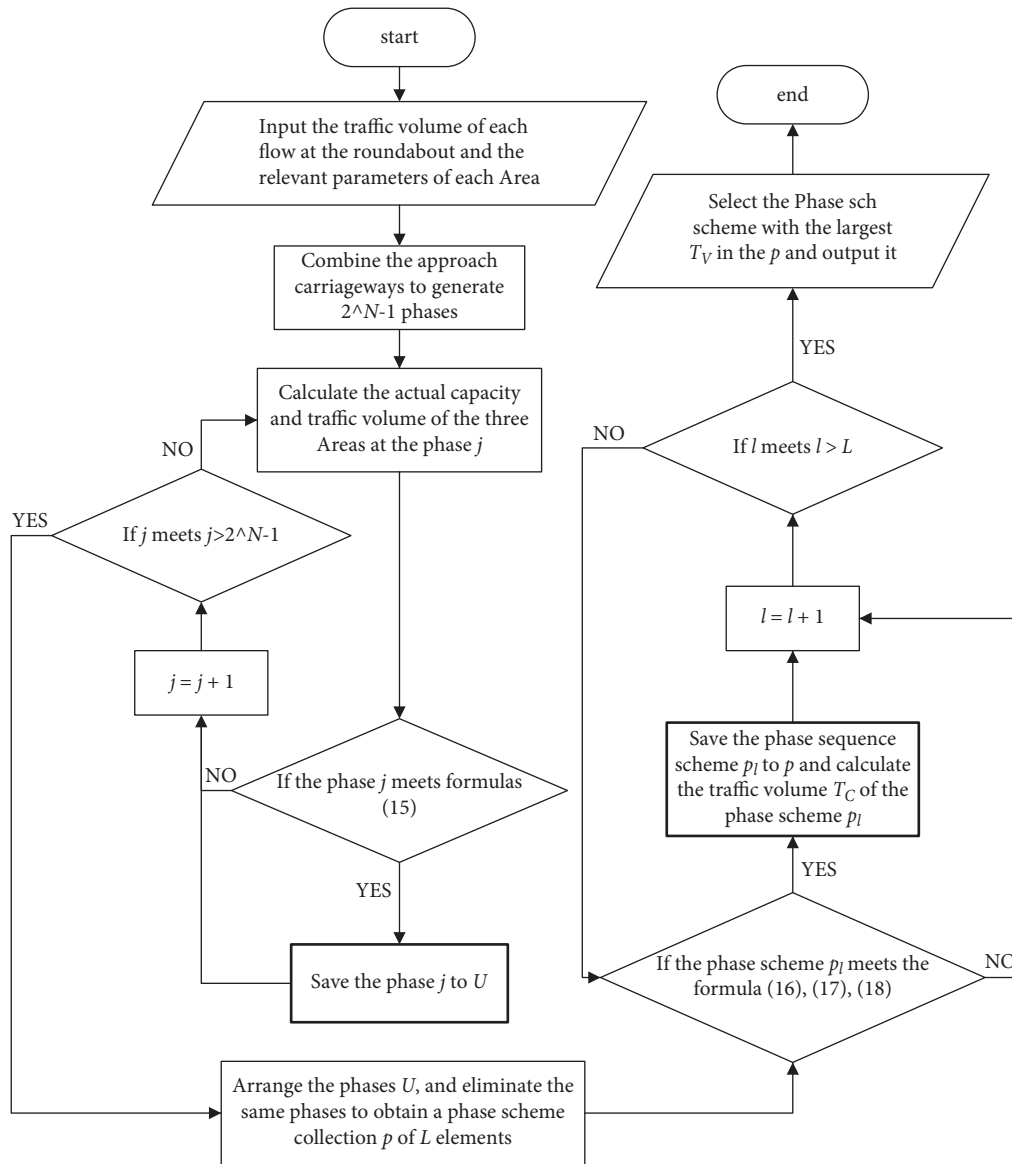 start
Input the traffic volume of each
flow at the roundabout and the
relevant parameters of each Area
Combine the approach
carriageways to generate
2^N-1 phases
Calculate the actual capacity
and traffic volume of the three
Areas at the phase j
NO
YES
If j meets j>2^N-1
j = j + 1
NO
If the phase j meets formulas
(15)
YES
Save the phase j to U
Arrange the phases U, and eliminate the
same phases to obtain a phase scheme
collection p of L elements
If the phase scheme p_l meets the
formula (16), (17), (18)
NO
YES
Save the phase sequence
scheme p_l to p and calculate
the traffic volume T_C of the
phase scheme p_l
l = l + 1
If l meets l > L
NO
YES
Select the Phase sch
scheme with the largest
T_V in the p and output it
end